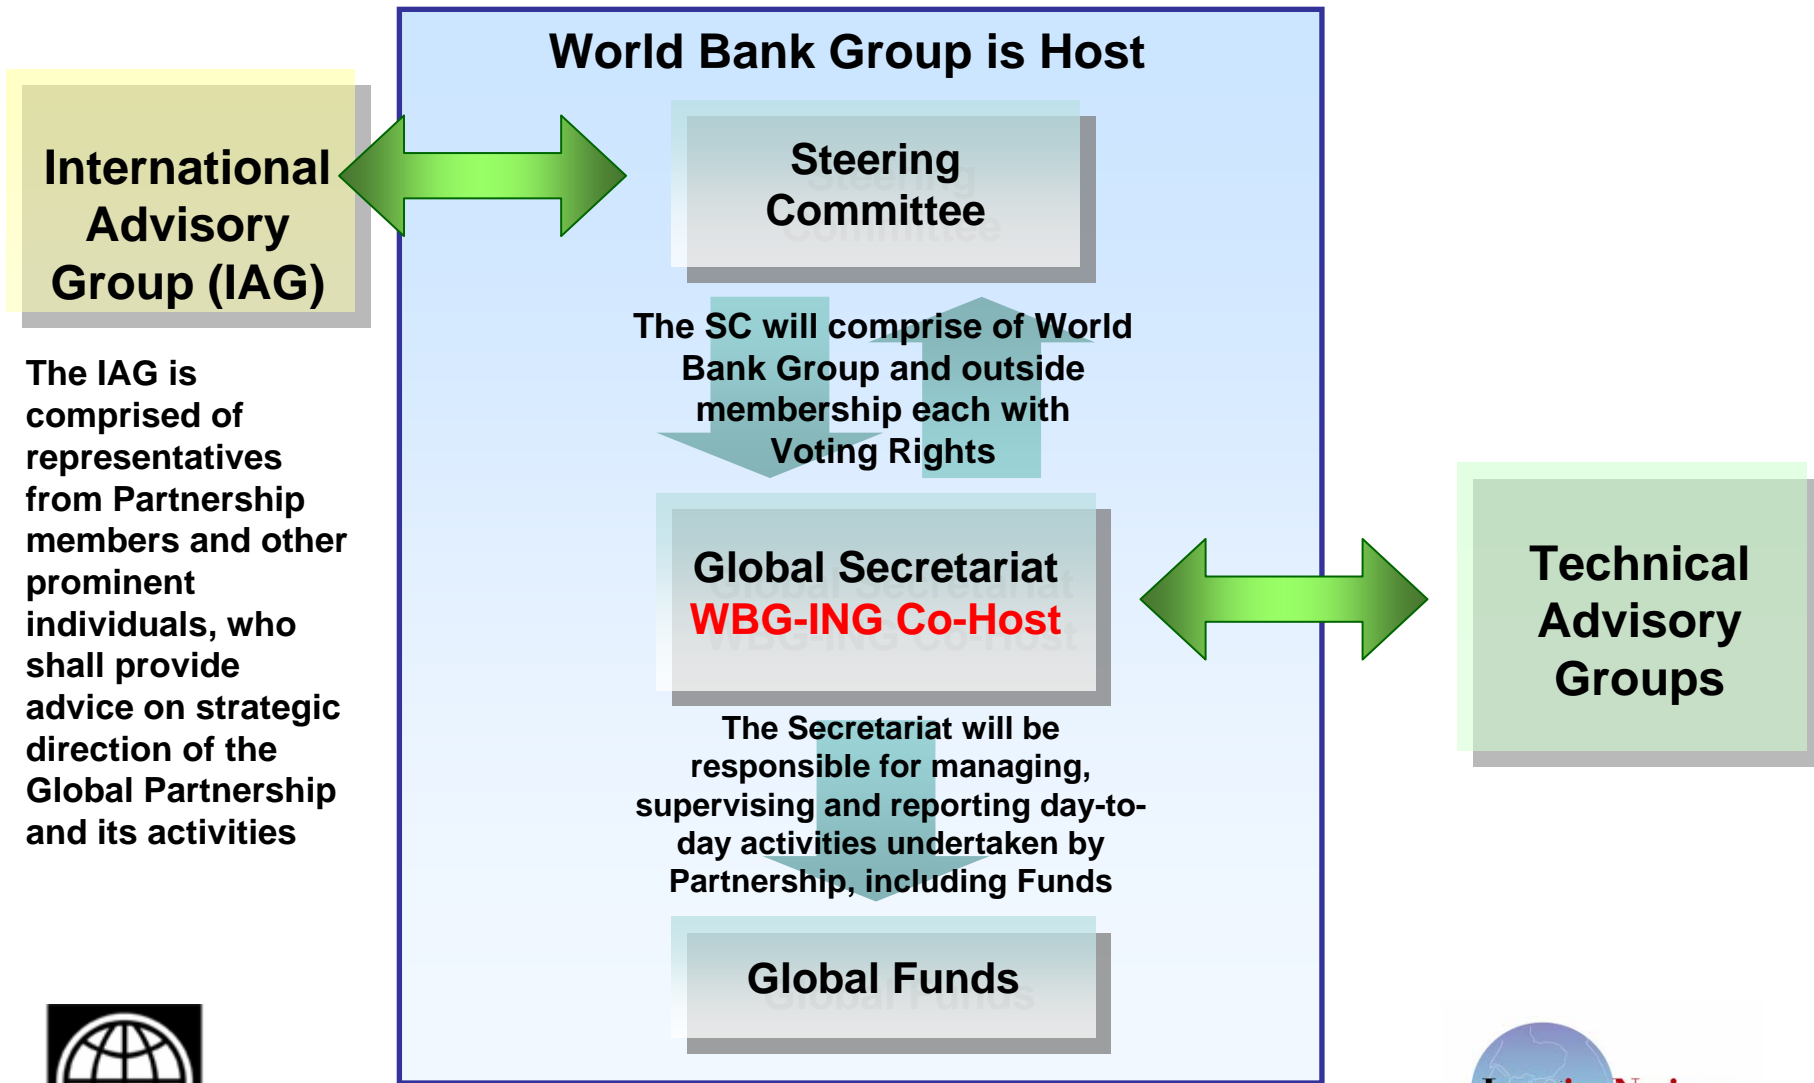 World Bank Group is Host
International
Advisory
Group (IAG)
The IAG is
comprised of
representatives
from Partnership
members and other
prominent
individuals, who
shall provide
advice on strategic
direction of the
Global Partnership
and its activities
Steering
Committee
The SC will comprise of World
Bank Group and outside
membership each with
Voting Rights
Global Secretariat
WBG-ING Co-Host
The Secretariat will be
responsible for managing,
supervising and reporting day-to-
day activities undertaken by
Partnership, including Funds
Global Funds
Technical
Advisory
Groups